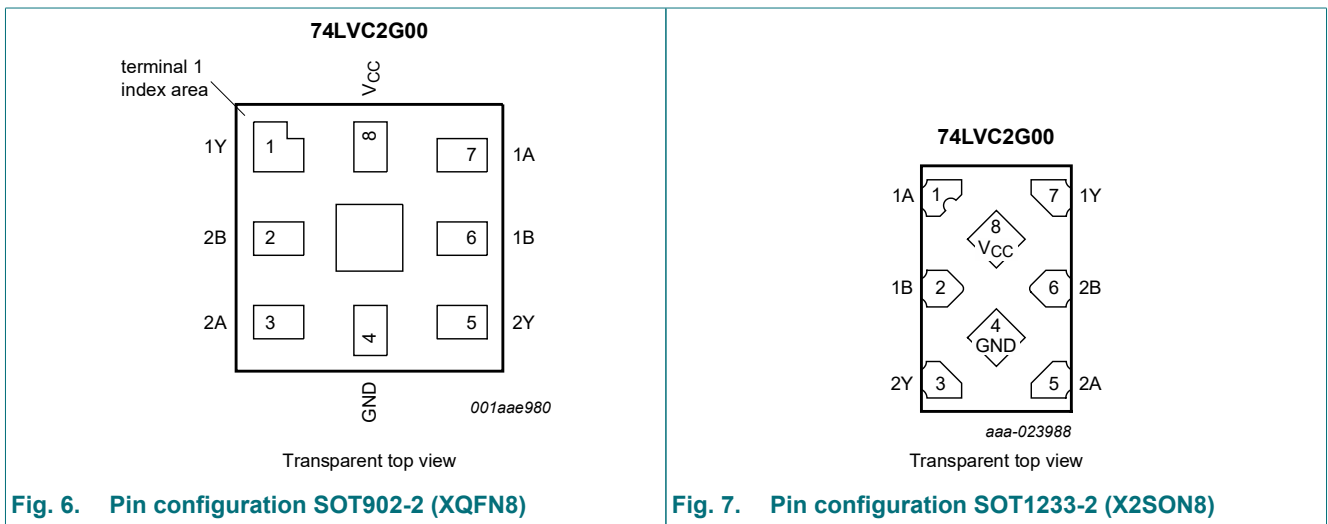 74LVC2G00
terminal 1
index area
VCC
1Y 1 8 7 1A
2B 2 6 1B
2A 3 4 5 2Y
GND
001aae980
Transparent top view
Fig. 6. Pin configuration SOT902-2 (XQFN8)
74LVC2G00
1A 1 7 1Y
8
VCC
1B 2 6 2B
4
GND
2Y 3 5 2A
aaa-023988
Transparent top view
Fig. 7. Pin configuration SOT1233-2 (X2SON8)